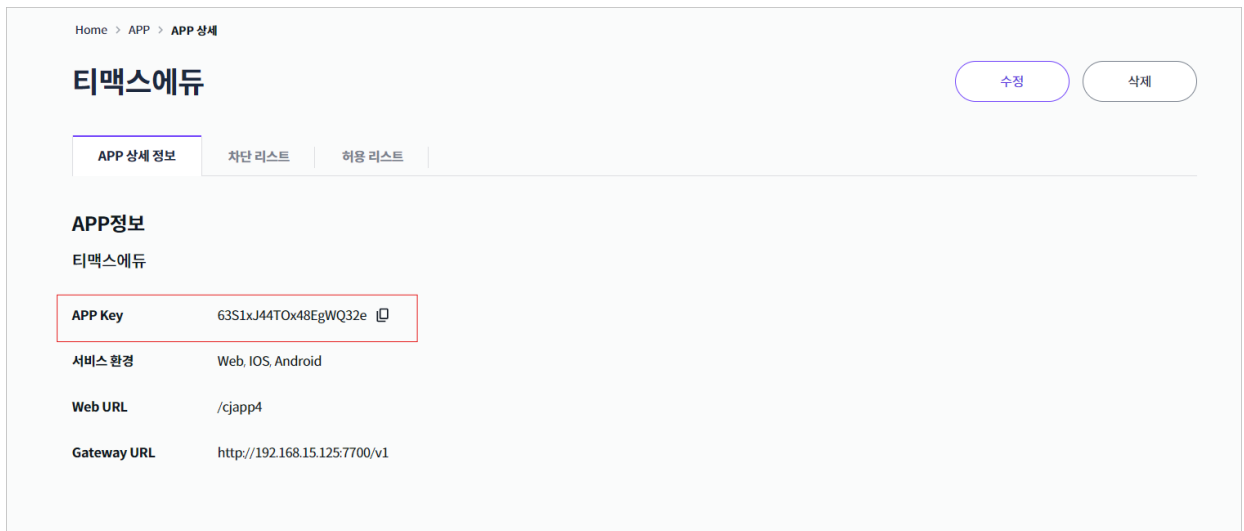 Home > APP > APP 상세
티맥스에듀
수정
삭제
APP 상세 정보
차단 리스트
허용 리스트
APP정보
티맥스에듀
APP Key 63S1xJ44TOx48EgWQ32e
서비스 환경 Web, IOS, Android
Web URL /cjapp4
Gateway URL http://192.168.15.125:7700/v1